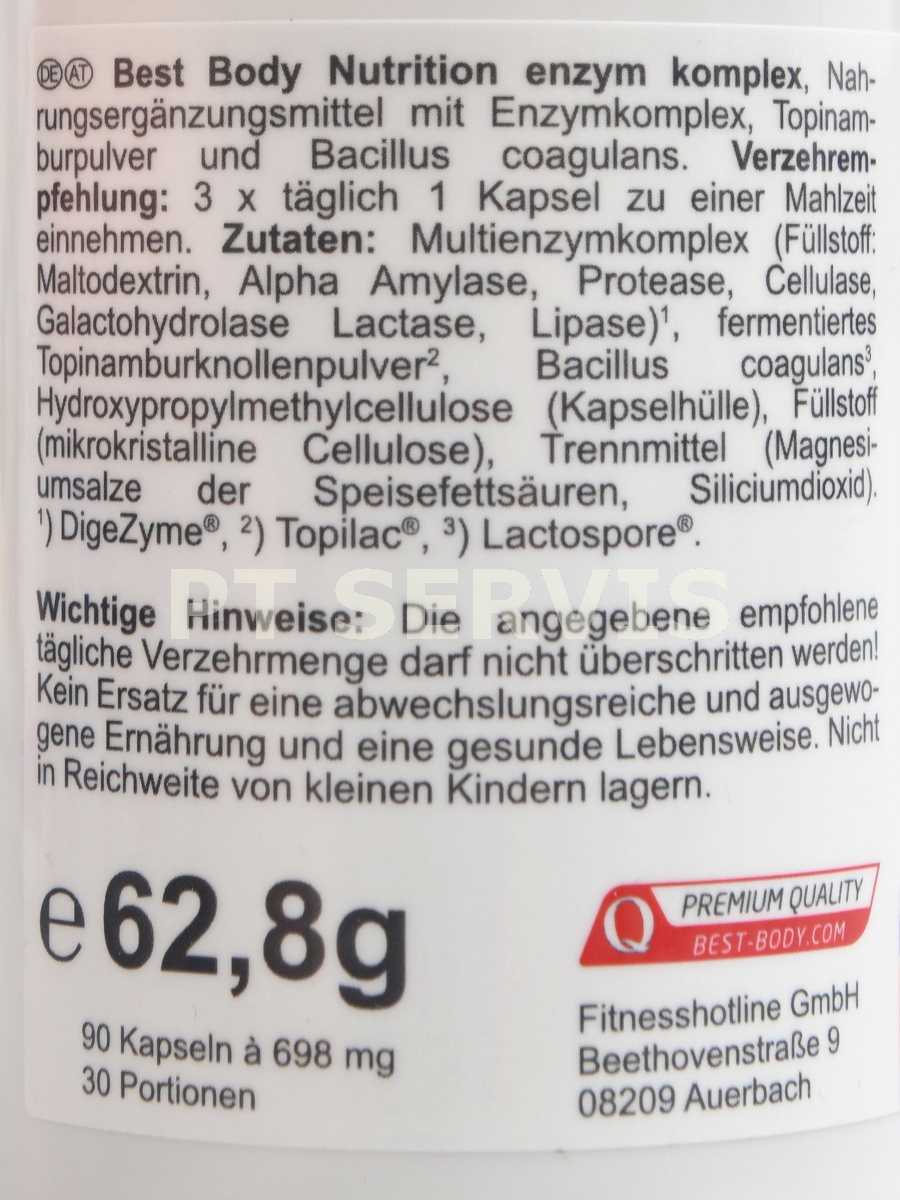 DE AT Best Body Nutrition enzym komplex, Nah-
rungsergänzungsmittel mit Enzymkomplex, Topinam-
burpulver und Bacillus coagulans. Verzehrem-
pfehlung: 3 x täglich 1 Kapsel zu einer Mahlzeit
einnehmen. Zutaten: Multienzymkomplex (Füllstoff:
Maltodextrin, Alpha Amylase, Protease, Cellulase,
Galactohydrolase Lactase, Lipase)¹, fermentiertes
Topinamburknollenpulver², Bacillus coagulans³,
Hydroxypropylmethylcellulose (Kapselhülle), Füllstoff
(mikrokristalline Cellulose), Trennmittel (Magnesi-
umsalze der Speisefettsäuren, Siliciumdioxid).
¹) DigeZyme®, ²) Topilac®, ³) Lactospore®.
PT SERVIS
Wichtige Hinweise: Die angegebene empfohlene
tägliche Verzehrmenge darf nicht überschritten werden!
Kein Ersatz für eine abwechslungsreiche und ausgewo-
gene Ernährung und eine gesunde Lebensweise. Nicht
in Reichweite von kleinen Kindern lagern.
e 62,8g
90 Kapseln à 698 mg
30 Portionen
Q PREMIUM QUALITY
BEST-BODY.COM
Fitnesshotline GmbH
Beethovenstraße 9
08209 Auerbach